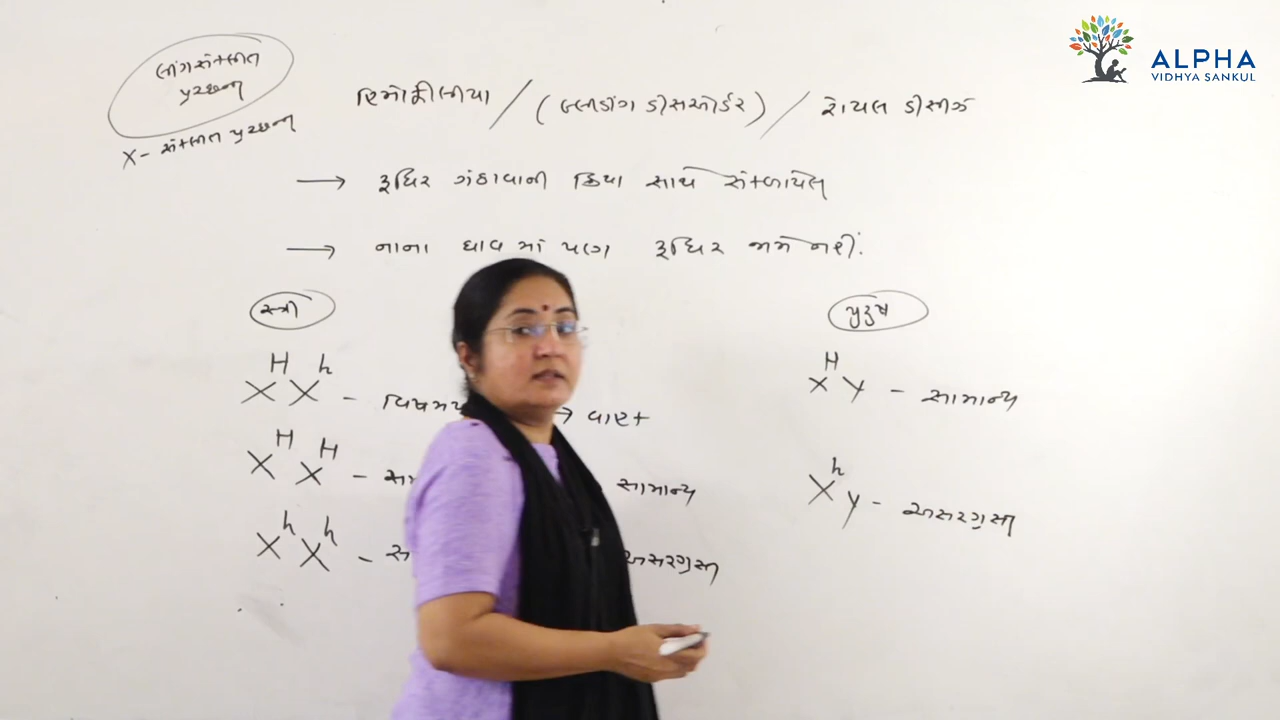 ALPHA
VIDHYA SANKUL
લીંગસંકલીત
પ્રચ્છન્ન
X - સંકલીત પ્રચ્છન્ન
હિમોફીલીયા / (બ્લીડીંગ ડીસઓર્ડર) / રોયલ ડીસીઝ
→ રૂધિર ગંઠાવાની ક્રિયા સાથે સંકળાયેલ
→ નાના ઘાવ માં પણ રૂધિર જામે નહીં.
સ્ત્રી
X^H X^h - → વાહક
X^H X^H - સામાન્ય
X^h X^h - અસરગ્રસ્ત
પુરુષ
X^H Y - સામાન્ય
X^h Y - અસરગ્રસ્ત